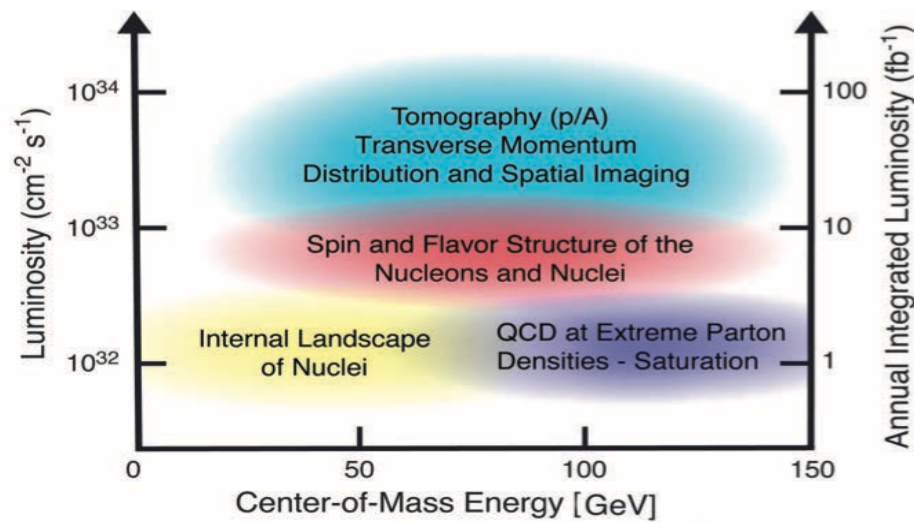 Luminosity (cm⁻² s⁻¹)
10³⁴
10³³
10³²
Tomography (p/A)
Transverse Momentum
Distribution and Spatial Imaging
Spin and Flavor Structure of the
Nucleons and Nuclei
Internal Landscape
of Nuclei
QCD at Extreme Parton
Densities - Saturation
100
10
1
Annual Integrated Luminosity (fb⁻¹)
0
50
100
150
Center-of-Mass Energy [GeV]